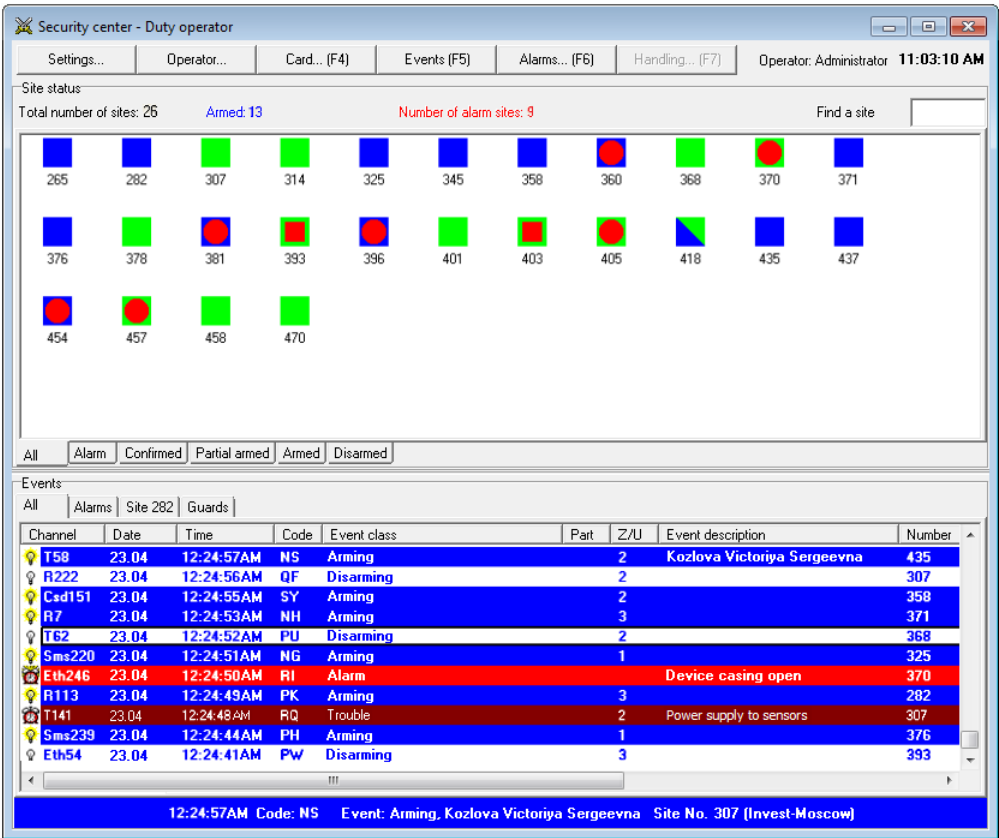 Security center - Duty operator
Settings... Operator... Card... (F4) Events (F5) Alarms... (F6) Handling... (F7) Operator: Administrator 11:03:10 AM
Site status
Total number of sites: 26 Armed: 13 Number of alarm sites: 9 Find a site
265 282 307 314 325 345 358 360 368 370 371
376 378 381 393 396 401 403 405 418 435 437
454 457 458 470
All Alarm Confirmed Partial armed Armed Disarmed
Events
All Alarms Site 282 Guards
Channel Date Time Code Event class Part Z/U Event description Number
T58 23.04 12:24:57AM NS Arming 2 Kozlova Victoriya Sergeevna 435
R222 23.04 12:24:56AM QF Disarming 2 307
Csd151 23.04 12:24:55AM SY Arming 2 358
R7 23.04 12:24:53AM NH Arming 3 371
T62 23.04 12:24:52AM PU Disarming 2 368
Sms220 23.04 12:24:51AM NG Arming 1 325
Eth246 23.04 12:24:50AM RI Alarm Device casing open 370
R113 23.04 12:24:49AM PK Arming 3 282
T141 23.04 12:24:48AM RQ Trouble 2 Power supply to sensors 307
Sms239 23.04 12:24:44AM PH Arming 1 376
Eth54 23.04 12:24:41AM PW Disarming 3 393
12:24:57AM Code: NS Event: Arming, Kozlova Victoriya Sergeevna Site No. 307 (Invest-Moscow)